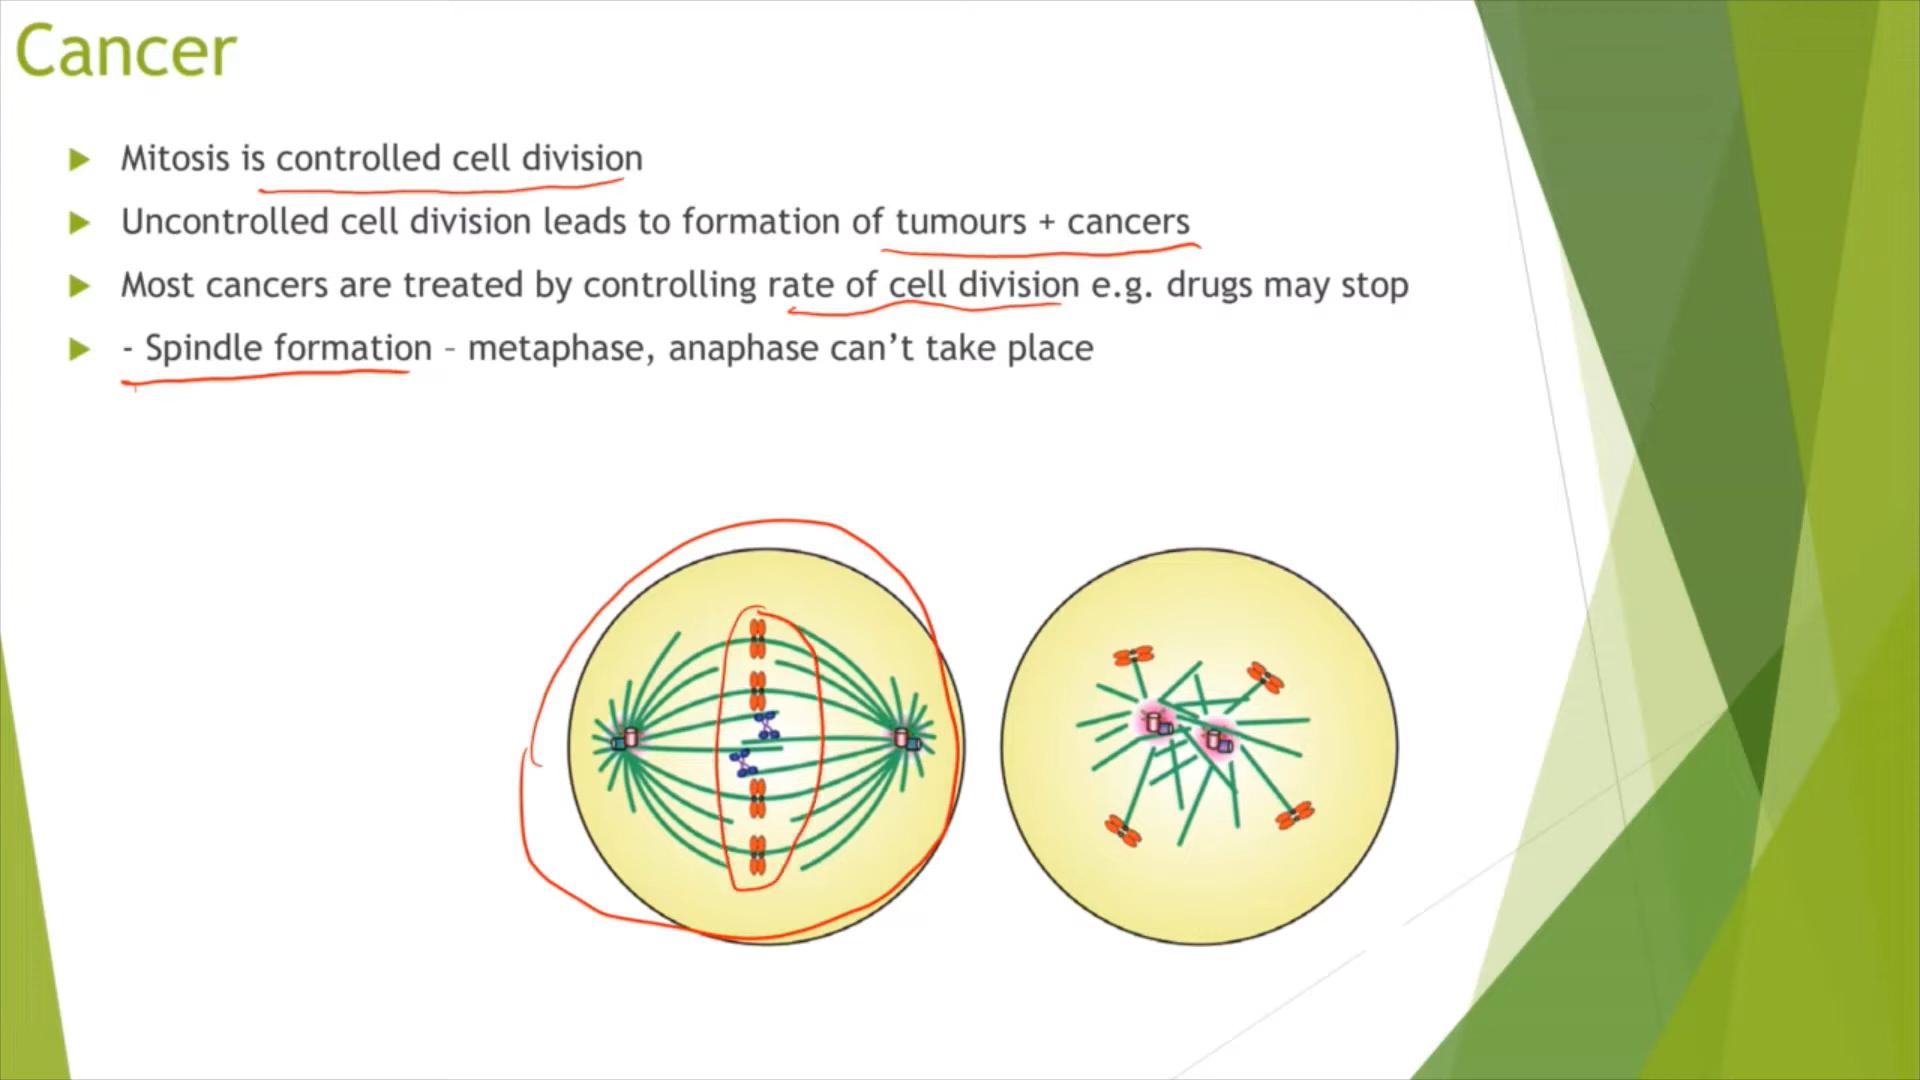 Cancer
Mitosis is controlled cell division
Uncontrolled cell division leads to formation of tumours + cancers
Most cancers are treated by controlling rate of cell division e.g. drugs may stop
- Spindle formation – metaphase, anaphase can’t take place